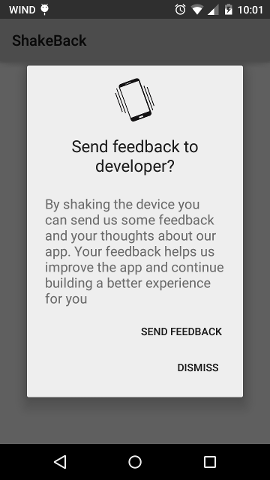 WIND 10:01
ShakeBack
Send feedback to
developer?
By shaking the device you
can send us some feedback
and your thoughts about our
app. Your feedback helps us
improve the app and continue
building a better experience
for you
SEND FEEDBACK
DISMISS